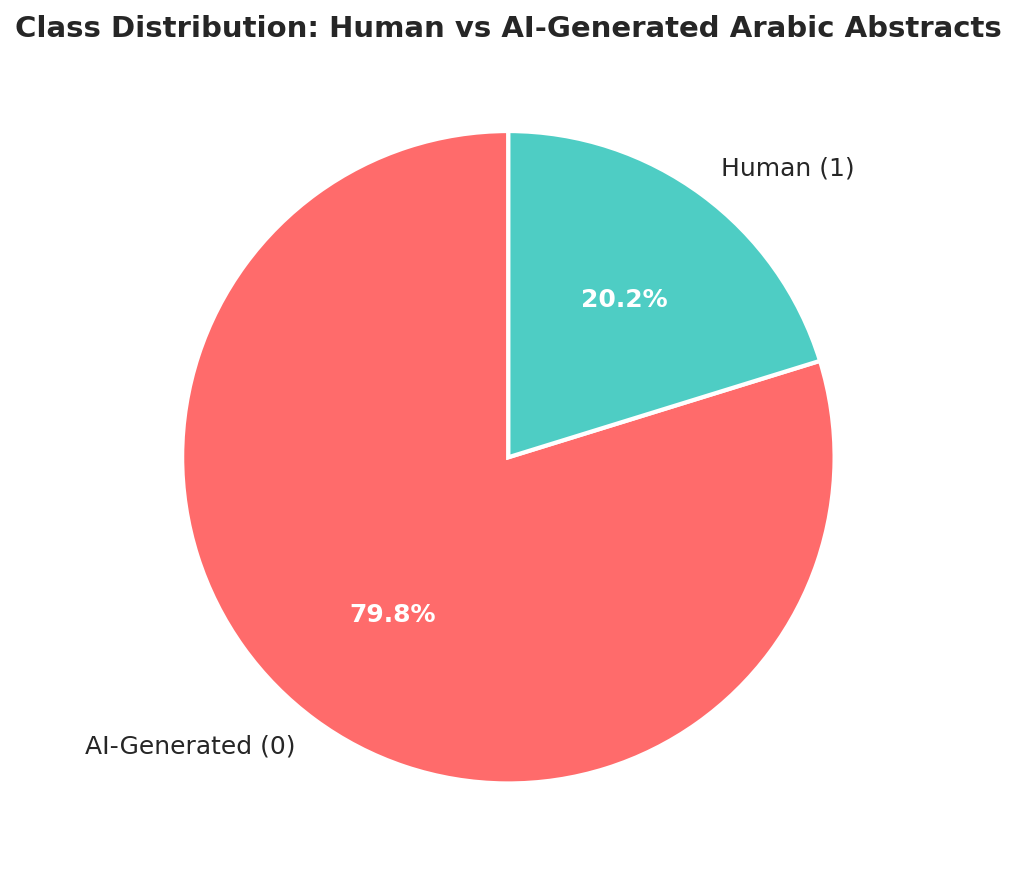 Class Distribution: Human vs AI-Generated Arabic Abstracts
Human (1)
20.2%
79.8%
AI-Generated (0)